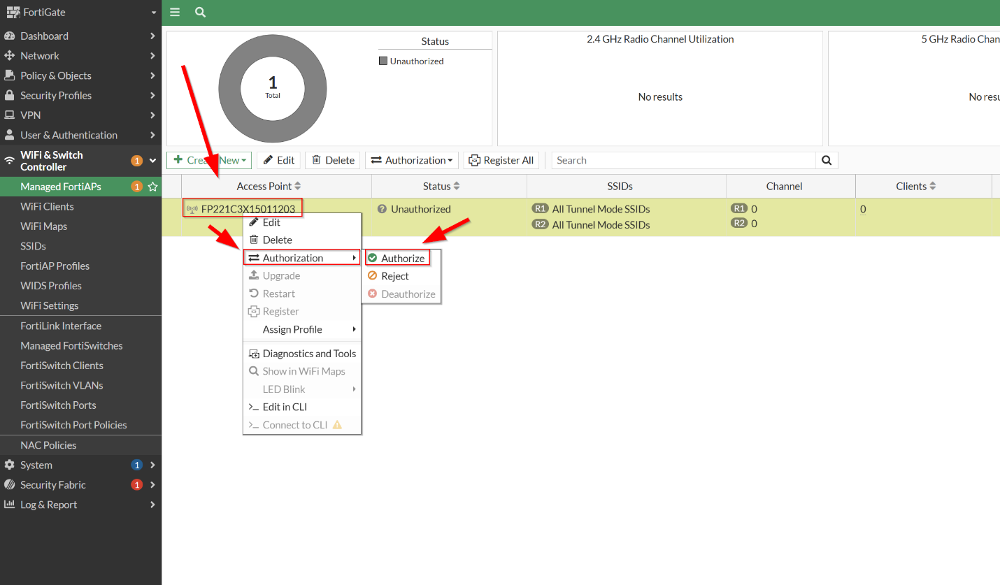 FortiGate
Dashboard
Network
Policy & Objects
Security Profiles
VPN
User & Authentication
WiFi & Switch
Controller
1
Managed FortiAPs
1
WiFi Clients
WiFi Maps
SSIDs
FortiAP Profiles
WIDS Profiles
WiFi Settings
FortiLink Interface
Managed FortiSwitches
FortiSwitch Clients
FortiSwitch VLANs
FortiSwitch Ports
FortiSwitch Port Policies
NAC Policies
System
1
Security Fabric
1
Log & Report
1
Total
Status
Unauthorized
2.4 GHz Radio Channel Utilization
No results
5 GHz Radio Chan
No resu
Create New
Edit
Delete
Authorization
Register All
Search
Access Point
Status
SSIDs
Channel
Clients
FP221C3X15011203
Unauthorized
R1 All Tunnel Mode SSIDs
R2 All Tunnel Mode SSIDs
R1 0
R2 0
0
Edit
Delete
Authorization
Upgrade
Restart
Register
Assign Profile
Diagnostics and Tools
Show in WiFi Maps
LED Blink
>_ Edit in CLI
>_ Connect to CLI
Authorize
Reject
Deauthorize